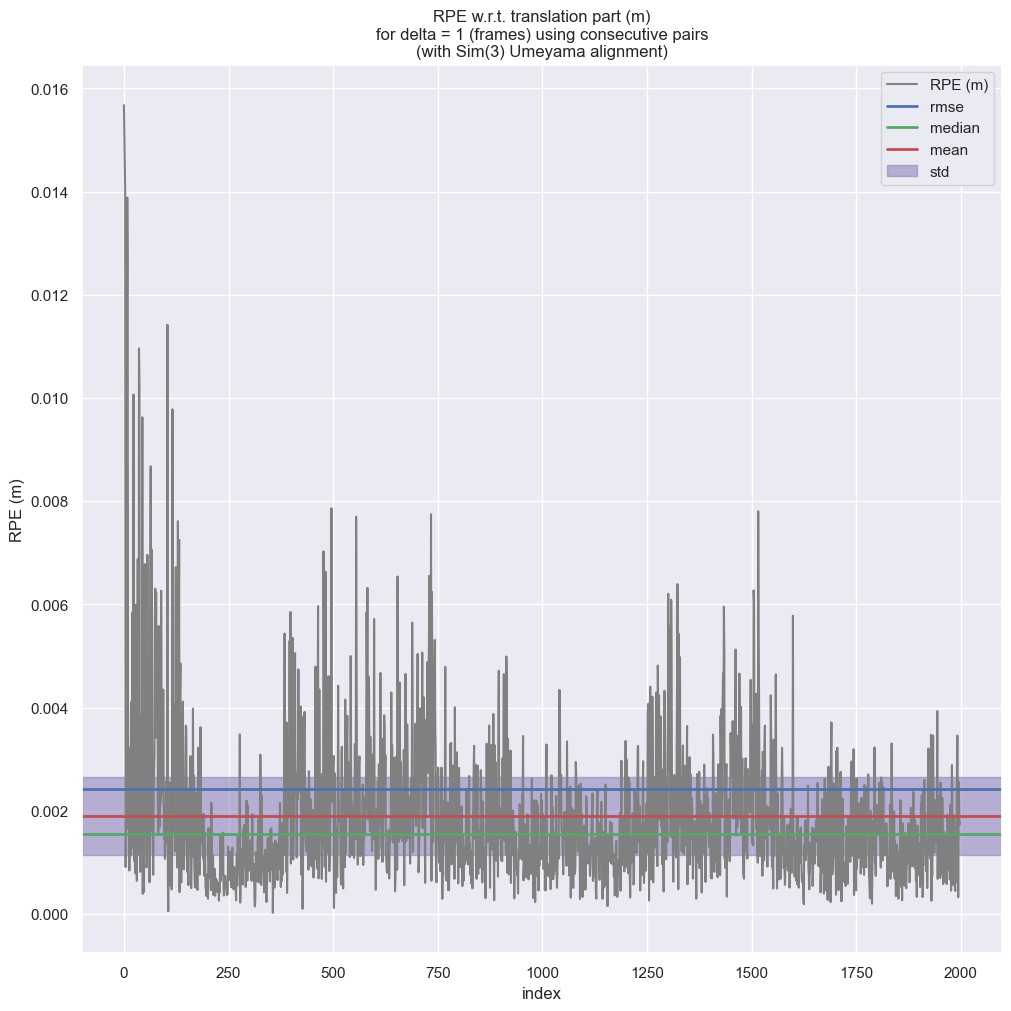 RPE w.r.t. translation part (m)
for delta = 1 (frames) using consecutive pairs
(with Sim(3) Umeyama alignment)
RPE (m)
rmse
median
mean
std
0.016
0.014
0.012
0.010
0.008
0.006
0.004
0.002
0.000
RPE (m)
0
250
500
750
1000
1250
1500
1750
2000
index